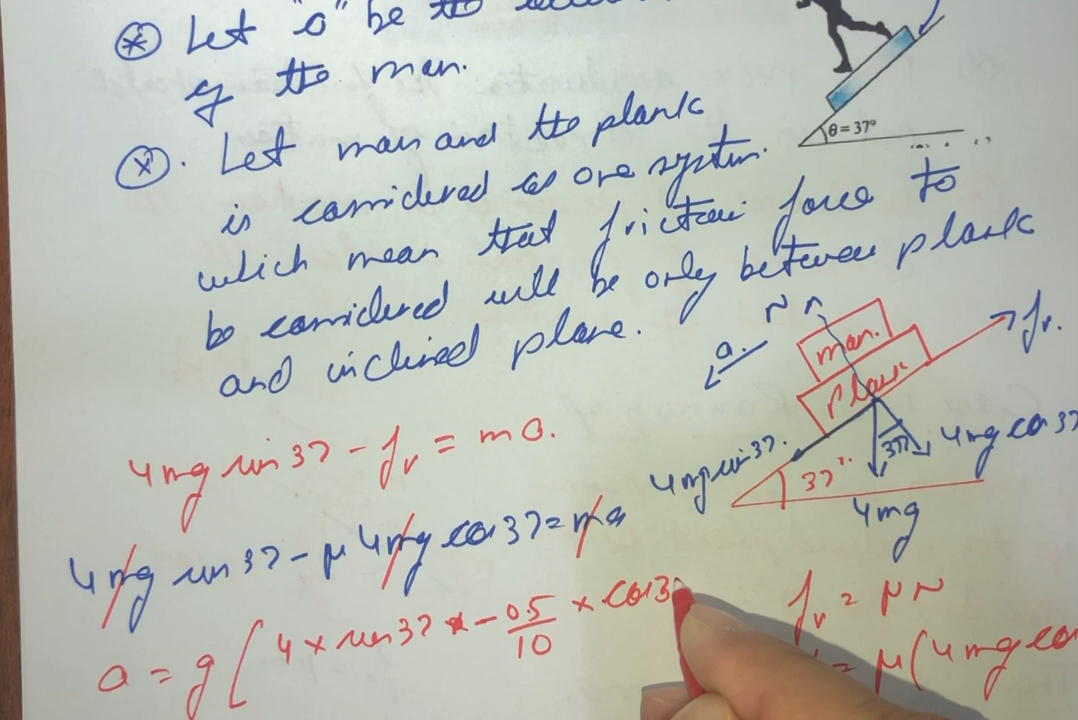 ⊛ Let "a" be the
of the man.
θ = 37°
ⓧ. Let man and the plank
is considered as one system.
which mean that friction force to
be considered will be only between plank
and inclined plane.
N
a.
man.
Plank
fr.
4mg sin 37.
37°
37
4mg cos 37
4mg
4mg sin 37 - fr = ma.
4mg sin 37 - μ 4mg cos 37 = ma
a = g [ 4 × sin 37 - 0.5/10 × cos 3
fr = μN
= μ(4mg cos